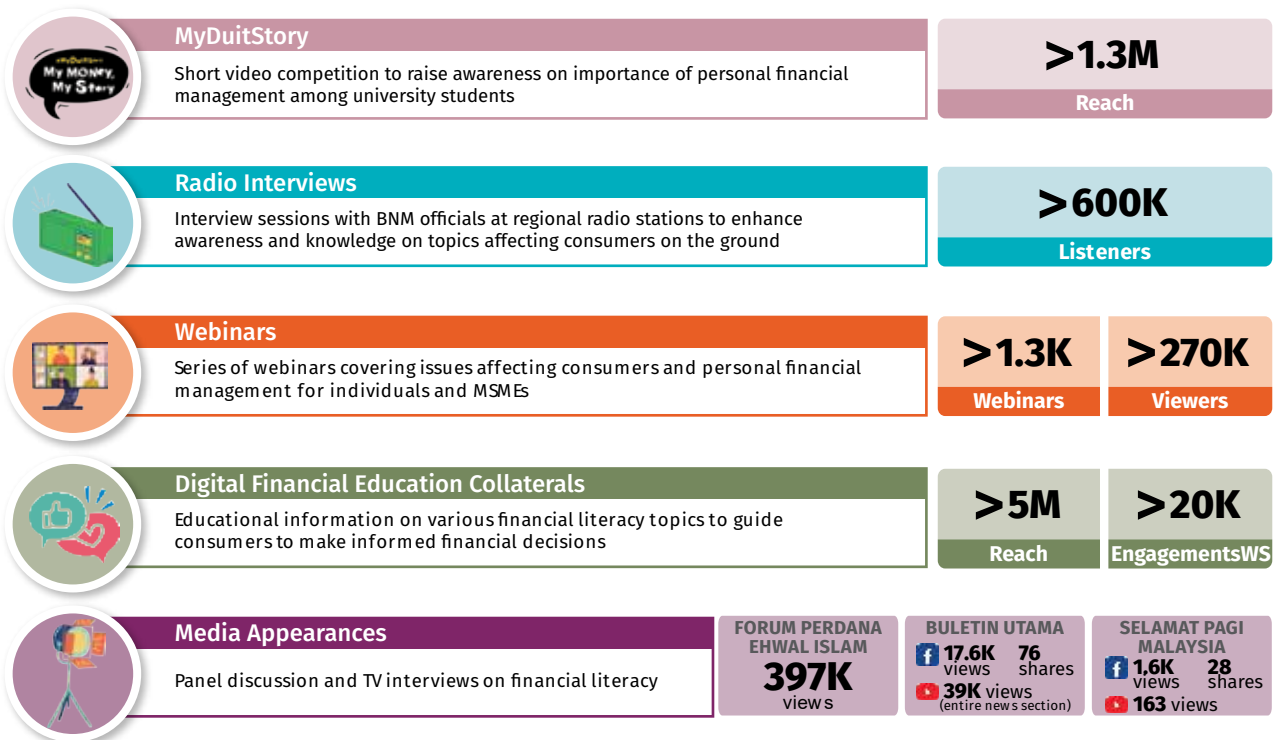 MyDuitStory
My MONEY,
My Story
MyDuitStory
Short video competition to raise awareness on importance of personal financial
management among university students
>1.3M
Reach
Radio Interviews
Interview sessions with BNM officials at regional radio stations to enhance
awareness and knowledge on topics affecting consumers on the ground
>600K
Listeners
Webinars
Series of webinars covering issues affecting consumers and personal financial
management for individuals and MSMEs
>1.3K
Webinars
>270K
Viewers
Digital Financial Education Collaterals
Educational information on various financial literacy topics to guide
consumers to make informed financial decisions
>5M
Reach
>20K
EngagementsWS
Media Appearances
Panel discussion and TV interviews on financial literacy
FORUM PERDANA
EHWAL ISLAM
397K
views
BULETIN UTAMA
17.6K 76
views shares
39K views
(entire news section)
SELAMAT PAGI
MALAYSIA
1,6K 28
views shares
163 views